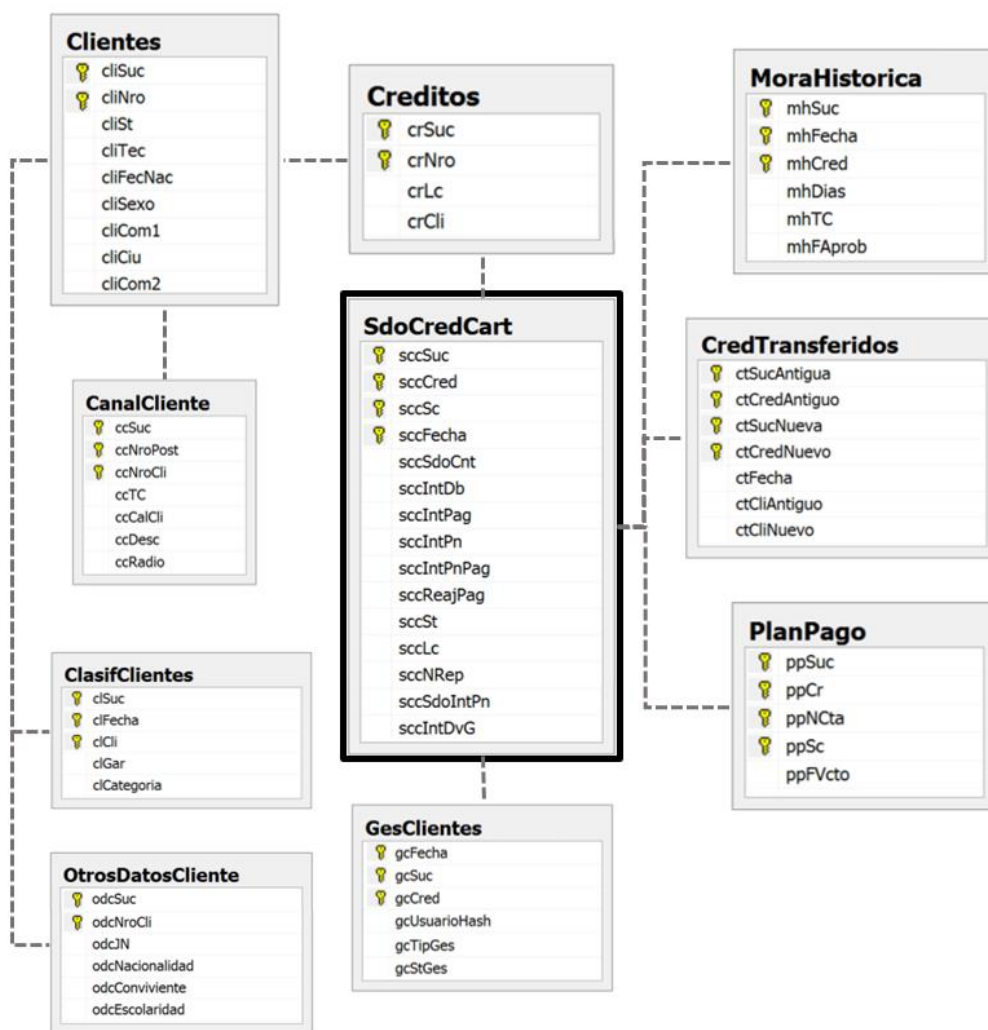 Clientes
cliSuc
cliNro
cliSt
cliTec
cliFecNac
cliSexo
cliCom1
cliCiu
cliCom2
Creditos
crSuc
crNro
crLc
crCli
MoraHistorica
mhSuc
mhFecha
mhCred
mhDias
mhTC
mhFAprob
SdoCredCart
sccSuc
sccCred
sccSc
sccFecha
sccSdoCnt
sccIntDb
sccIntPag
sccIntPn
sccIntPnPag
sccReajPag
sccSt
sccLc
sccNRep
sccSdoIntPn
sccIntDvG
CredTransferidos
ctSucAntigua
ctCredAntiguo
ctSucNueva
ctCredNuevo
ctFecha
ctCliAntiguo
ctCliNuevo
CanalCliente
ccSuc
ccNroPost
ccNroCli
ccTC
ccCalCli
ccDesc
ccRadio
PlanPago
ppSuc
ppCr
ppNCta
ppSc
ppFVcto
ClasifClientes
clSuc
clFecha
clCli
clGar
clCategoria
GesClientes
gcFecha
gcSuc
gcCred
gcUsuarioHash
gcTipGes
gcStGes
OtrosDatosCliente
odcSuc
odcNroCli
odcJN
odcNacionalidad
odcConviviente
odcEscolaridad